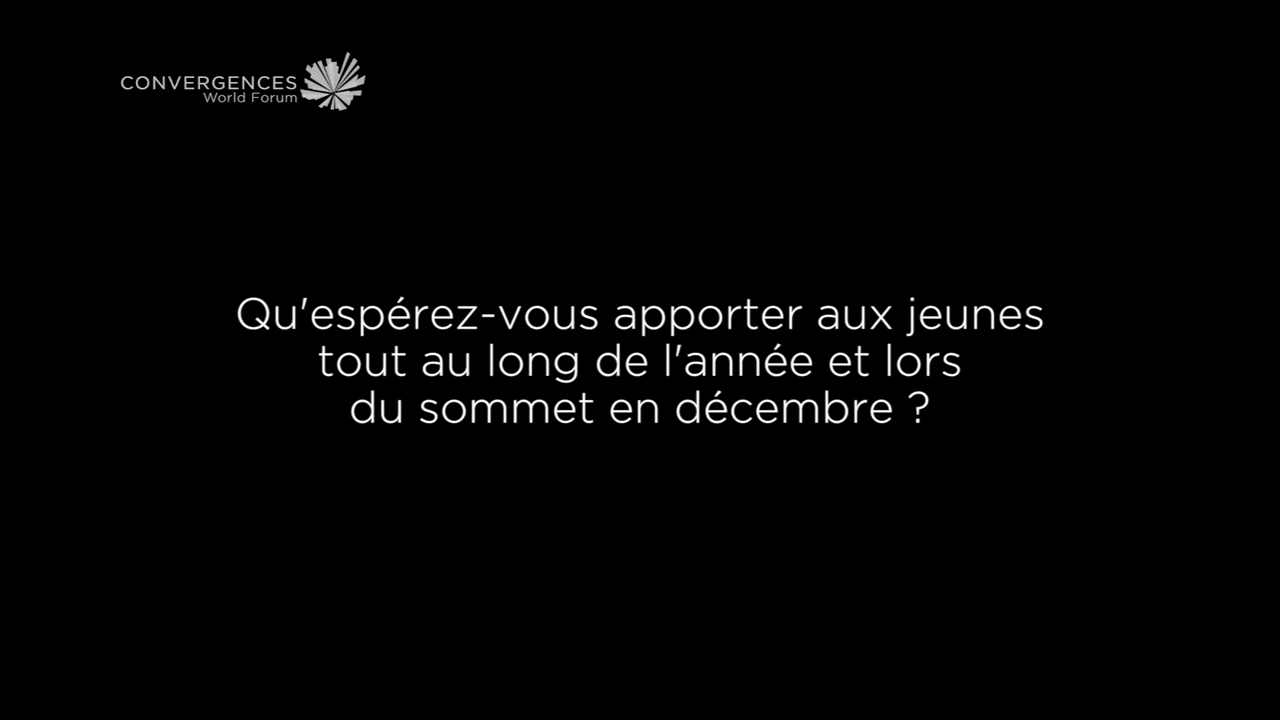 CONVERGENCES
World Forum
Qu'espérez-vous apporter aux jeunes
tout au long de l'année et lors
du sommet en décembre ?